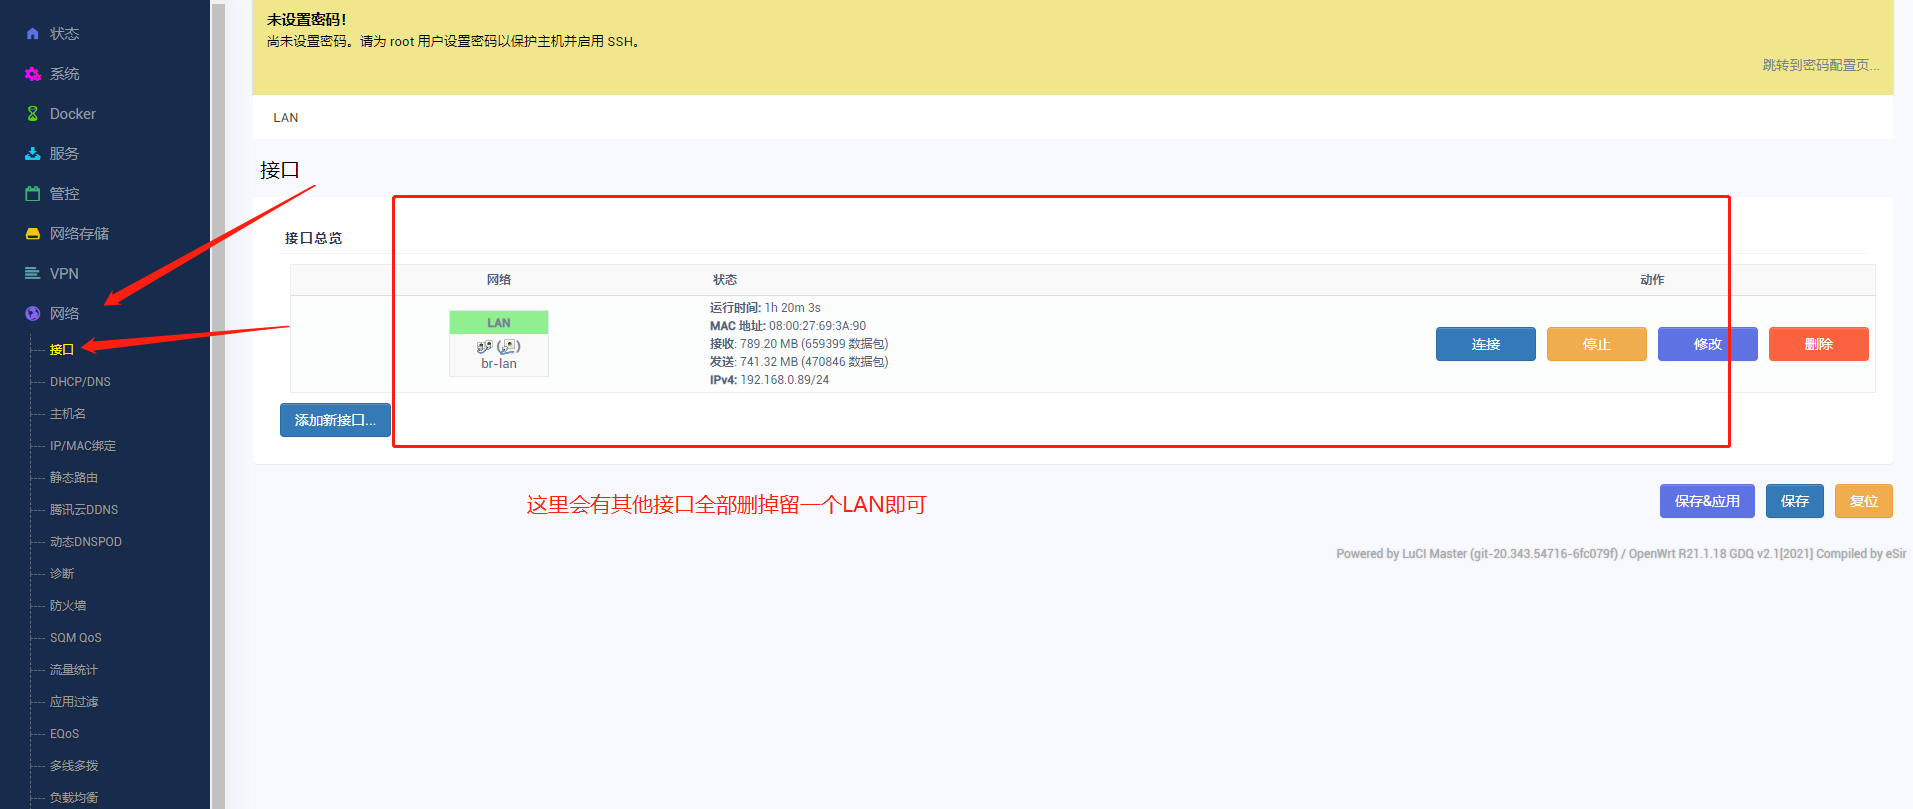 状态
系统
Docker
服务
管控
网络存储
VPN
网络
接口
DHCP/DNS
主机名
IP/MAC绑定
静态路由
腾讯云DDNS
动态DNSPOD
诊断
防火墙
SQM QoS
流量统计
应用过滤
EQoS
多线多拨
负载均衡
未设置密码！
尚未设置密码。请为 root 用户设置密码以保护主机并启用 SSH。
跳转到密码配置页...
LAN
接口
接口总览
网络 状态 动作
LAN
br-lan
运行时间: 1h 20m 3s
MAC 地址: 08:00:27:69:3A:90
接收: 789.20 MB (659399 数据包)
发送: 741.32 MB (470846 数据包)
IPv4: 192.168.0.89/24
连接 停止 修改 删除
添加新接口...
这里会有其他接口全部删掉留一个LAN即可
保存&应用 保存 复位
Powered by LuCI Master (git-20.343.54716-6fc079f) / OpenWrt R21.1.18 GDQ v2.1[2021] Compiled by eSir